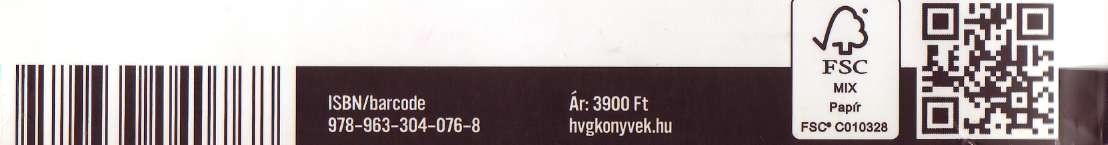 ISBN/barcode
978-963-304-076-8
Ár: 3900 Ft
hvgkonyvek.hu
FSC
MIX
Papír
FSC® C010328